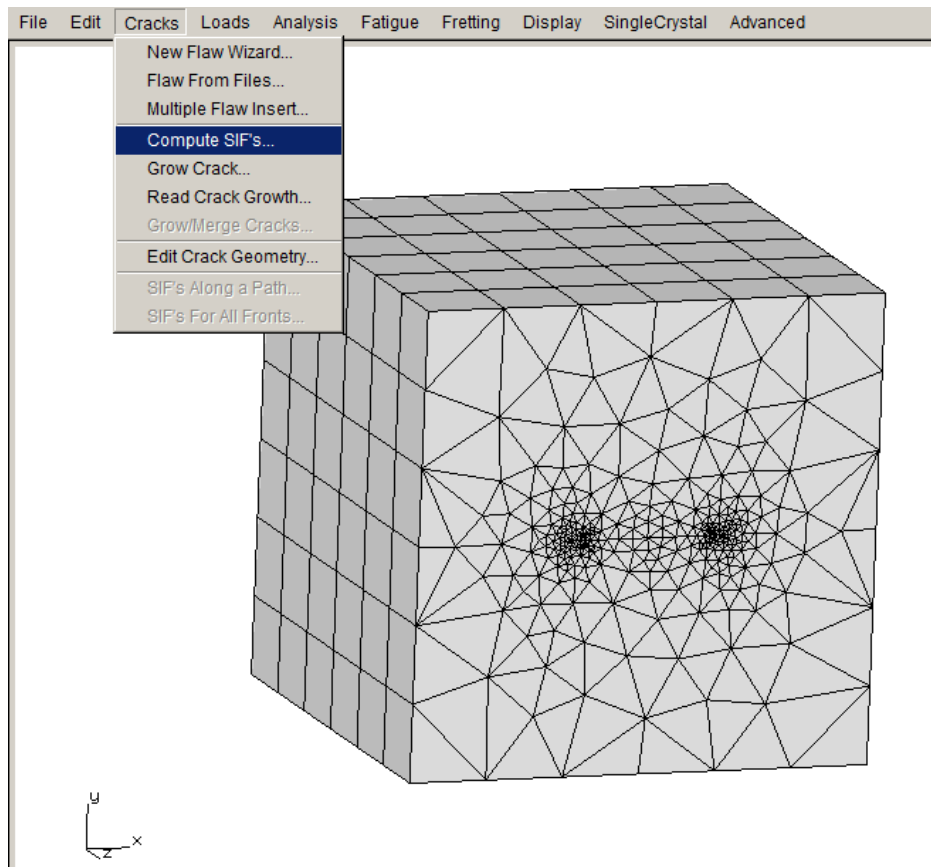 File Edit Cracks Loads Analysis Fatigue Fretting Display SingleCrystal Advanced
New Flaw Wizard...
Flaw From Files...
Multiple Flaw Insert...
Compute SIF's...
Grow Crack...
Read Crack Growth...
Grow/Merge Cracks...
Edit Crack Geometry...
SIF's Along a Path...
SIF's For All Fronts...
y
x
z